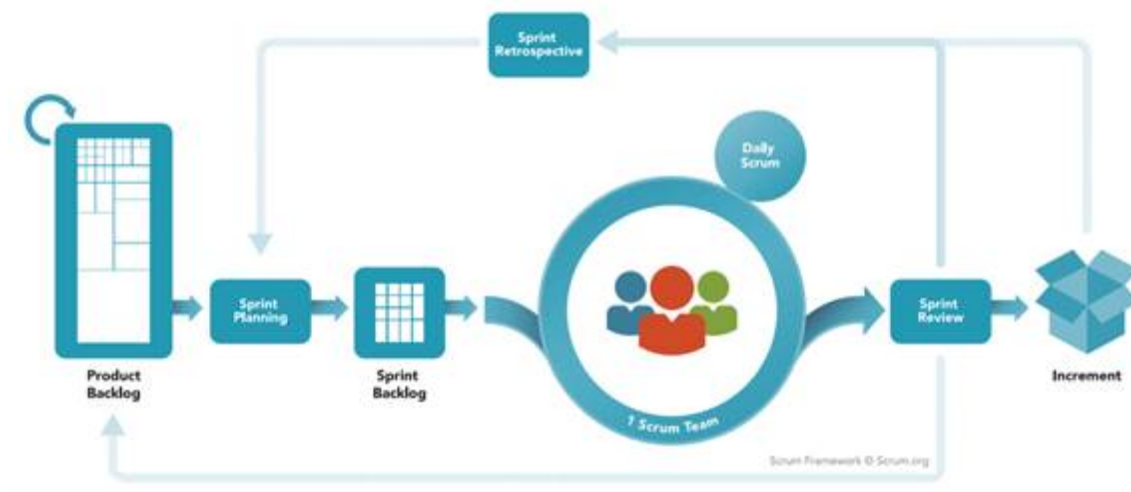 Sprint
Retrospective
Daily
Scrum
Sprint
Planning
Sprint
Review
Product
Backlog
Sprint
Backlog
Increment
1 Scrum Team
Scrum Framework © Scrum.org